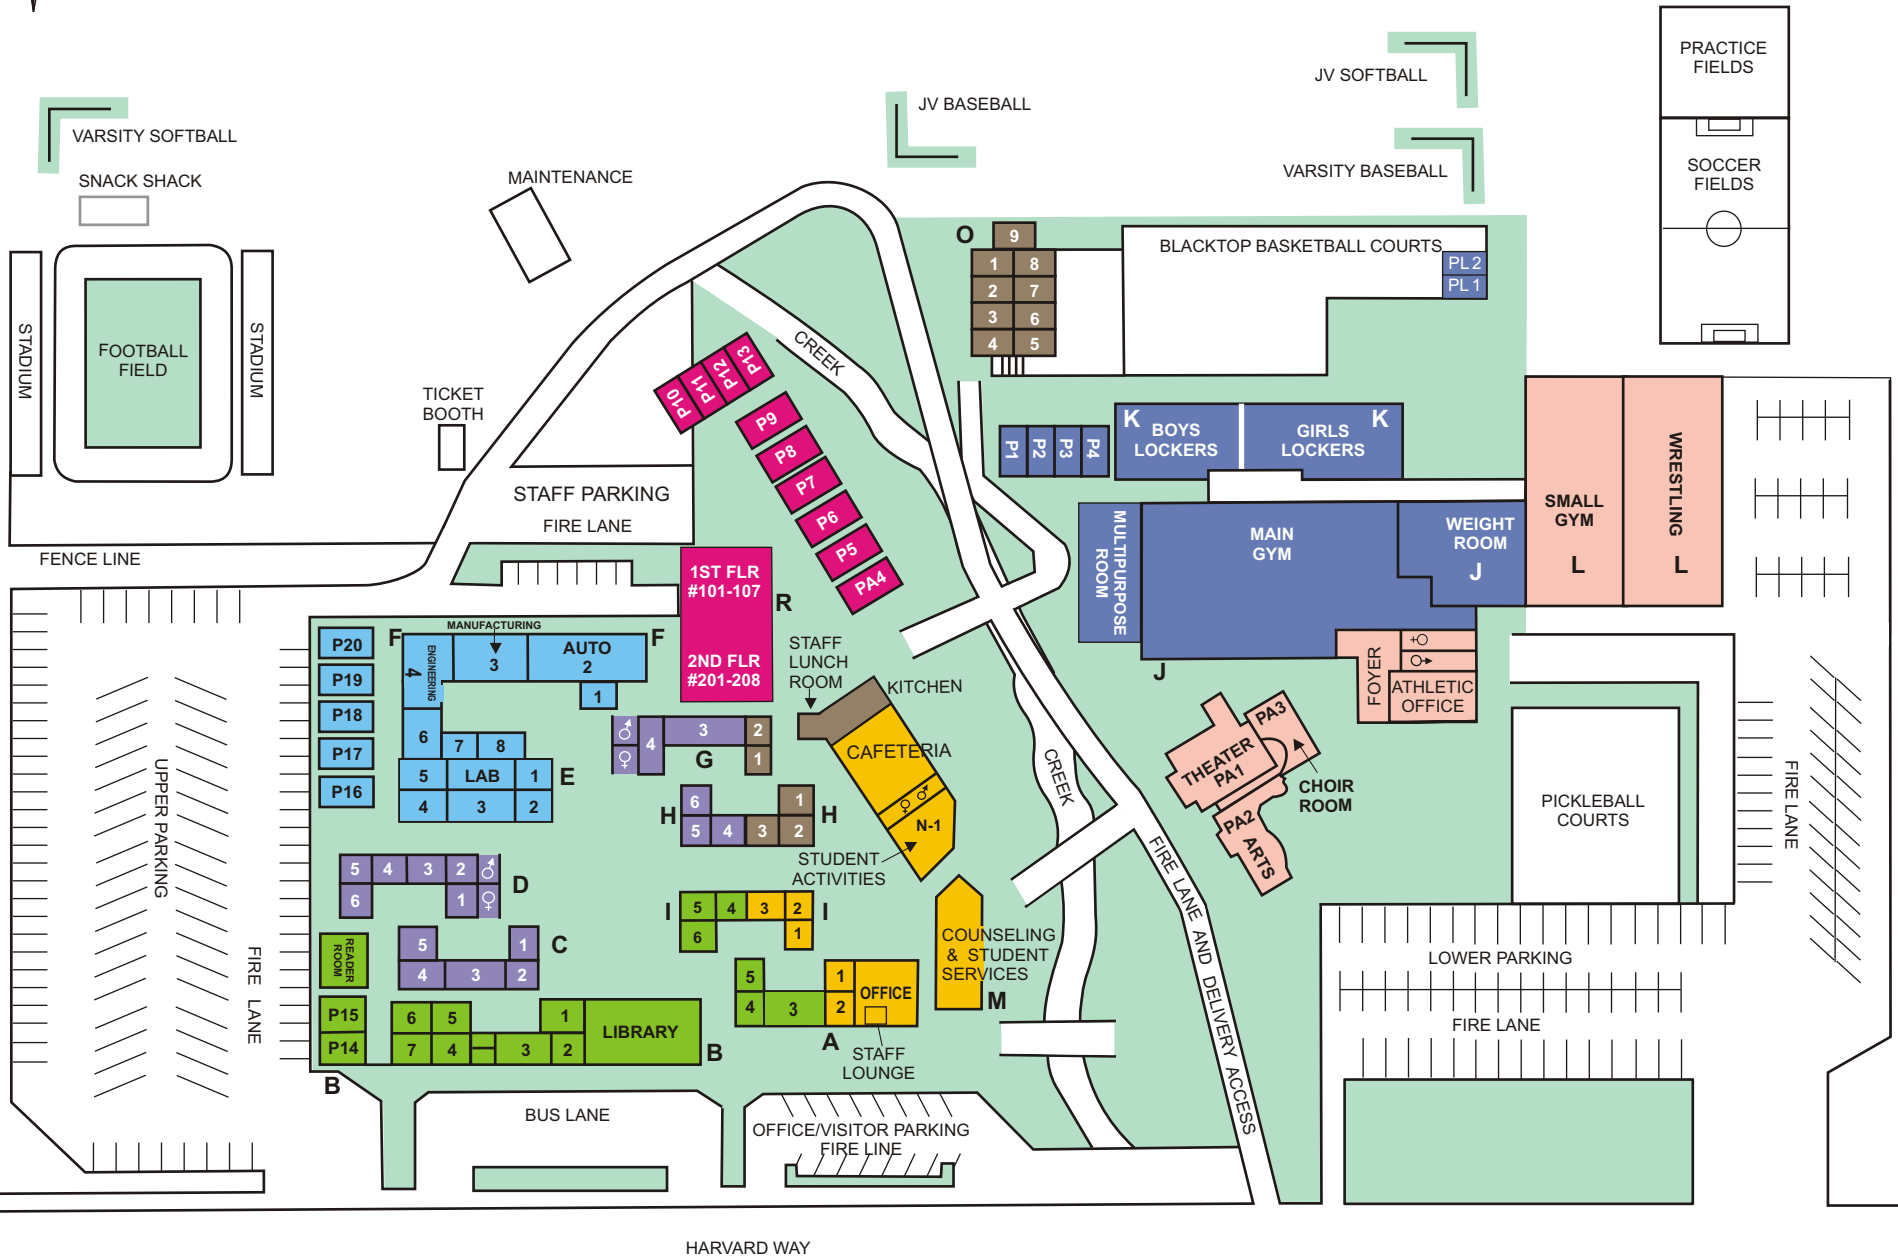 PRACTICE
FIELDS
JV SOFTBALL
JV BASEBALL
VARSITY SOFTBALL
VARSITY BASEBALL
SOCCER
FIELDS
SNACK SHACK
MAINTENANCE
O
9
1 8
2 7
3 6
4 5
BLACKTOP BASKETBALL COURTS
PL 2
PL 1
STADIUM
FOOTBALL
FIELD
STADIUM
TICKET
BOOTH
CREEK
P10
P11
P12
P13
P9
P8
P7
P6
P5
PA4
P1
P2
P3
P4
K
BOYS
LOCKERS
GIRLS
LOCKERS
K
SMALL
GYM
L
WRESTLING
L
STAFF PARKING
FIRE LANE
FENCE LINE
MULTIPURPOSE
ROOM
MAIN
GYM
WEIGHT
ROOM
J
J
1ST FLR
#101-107
R
2ND FLR
#201-208
FOYER
ATHLETIC
OFFICE
P20
P19
P18
P17
P16
F
MANUFACTURING
F
ENGINEERING
4
3
AUTO
2
1
6
7
8
5
LAB
1
E
4
3
2
STAFF
LUNCH
ROOM
KITCHEN
CAFETERIA
N-1
STUDENT
ACTIVITIES
4
3
2
1
G
H
6
1
H
5
4
3
2
THEATER
PA1
PA3
CHOIR
ROOM
PA2
ARTS
CREEK
PICKLEBALL
COURTS
FIRE LANE
UPPER PARKING
FIRE LANE
5
4
3
2
6
1
D
5
1
C
4
3
2
READER
ROOM
P15
P14
B
6
5
1
7
4
3
2
LIBRARY
B
I
5
4
3
2
I
6
1
5
1
4
3
2
OFFICE
A
STAFF
LOUNGE
COUNSELING
& STUDENT
SERVICES
M
FIRE LANE AND DELIVERY ACCESS
LOWER PARKING
FIRE LANE
BUS LANE
OFFICE/VISITOR PARKING
FIRE LINE
HARVARD WAY